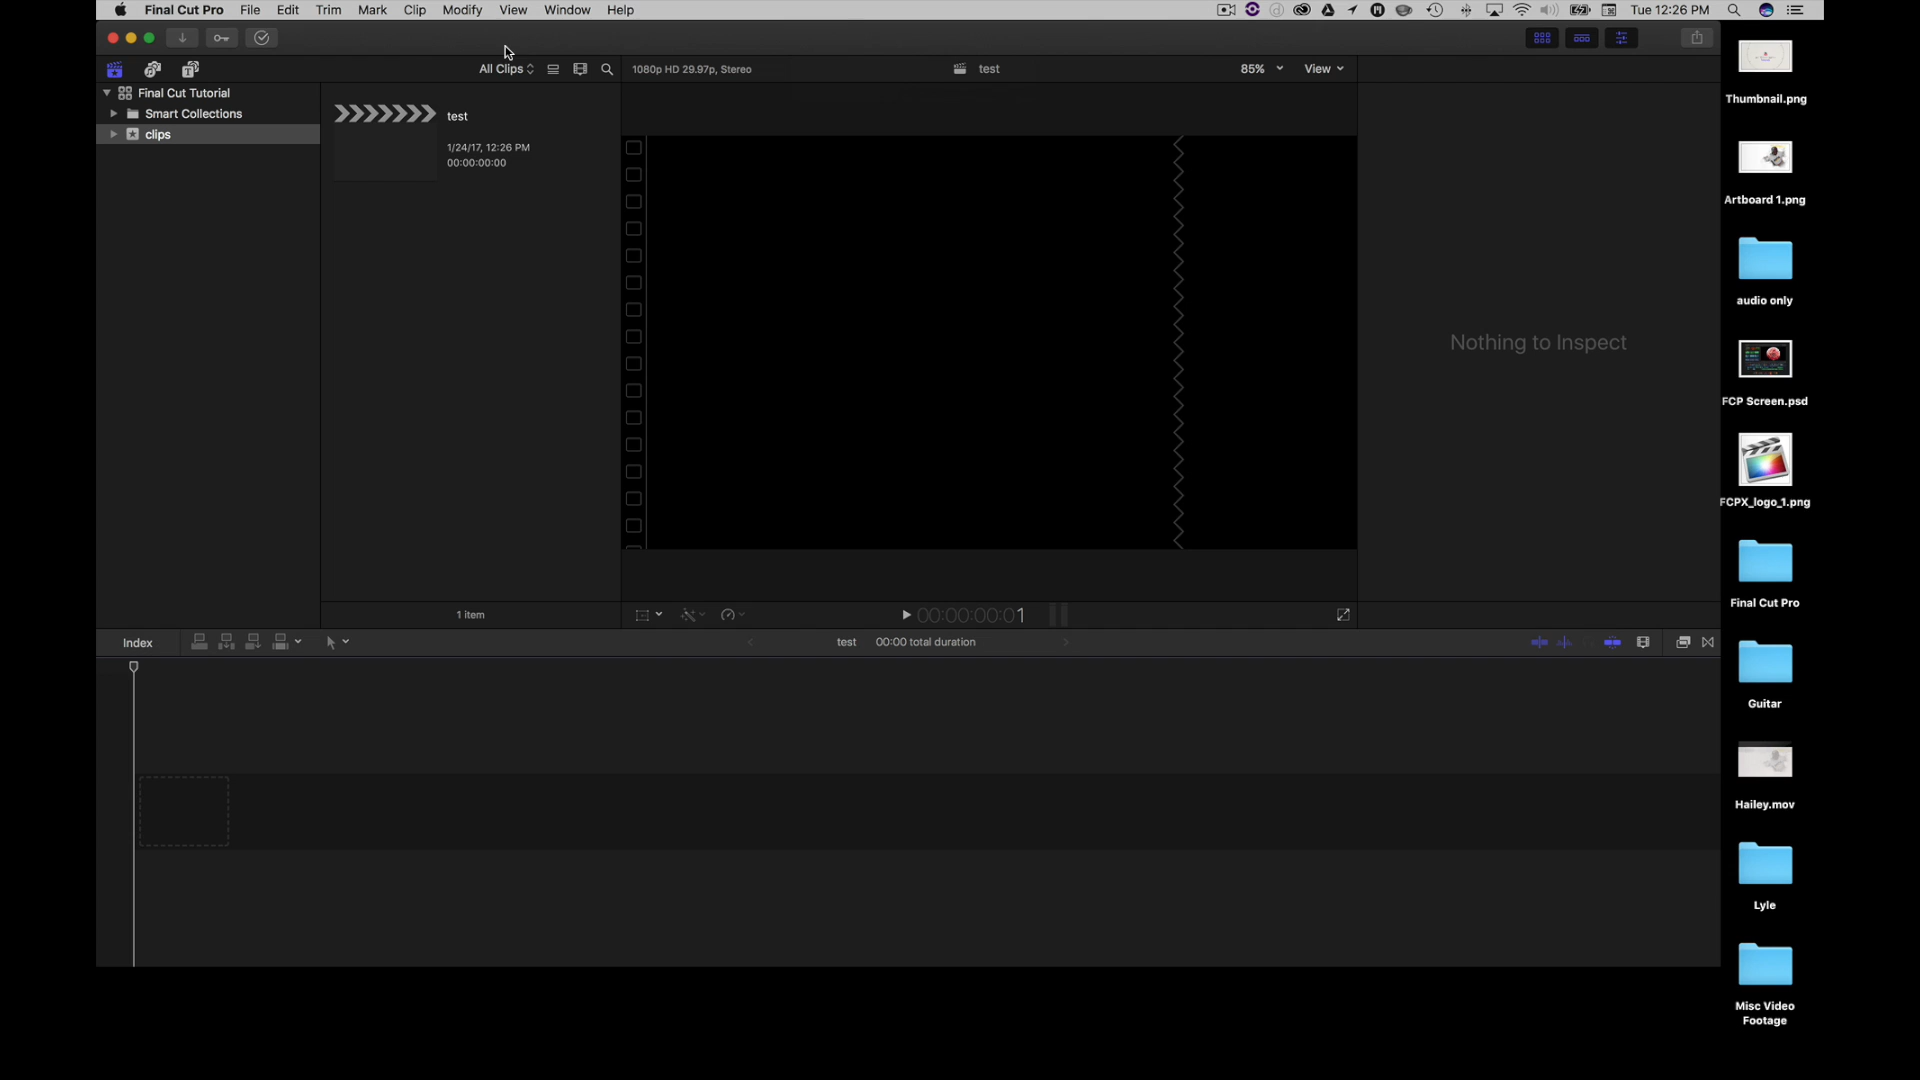 Final Cut Pro File Edit Trim Mark Clip Modify View Window Help Tue 12:26 PM
All Clips 1080p HD 29.97p, Stereo test 85% View
Final Cut Tutorial
Smart Collections
clips
test
1/24/17, 12:26 PM
00:00:00:00
Nothing to Inspect
1 item 00:00:00:01
Index test 00:00 total duration
Thumbnail.png
Artboard 1.png
audio only
FCP Screen.psd
FCPX_logo_1.png
Final Cut Pro
Guitar
Hailey.mov
Lyle
Misc Video
Footage